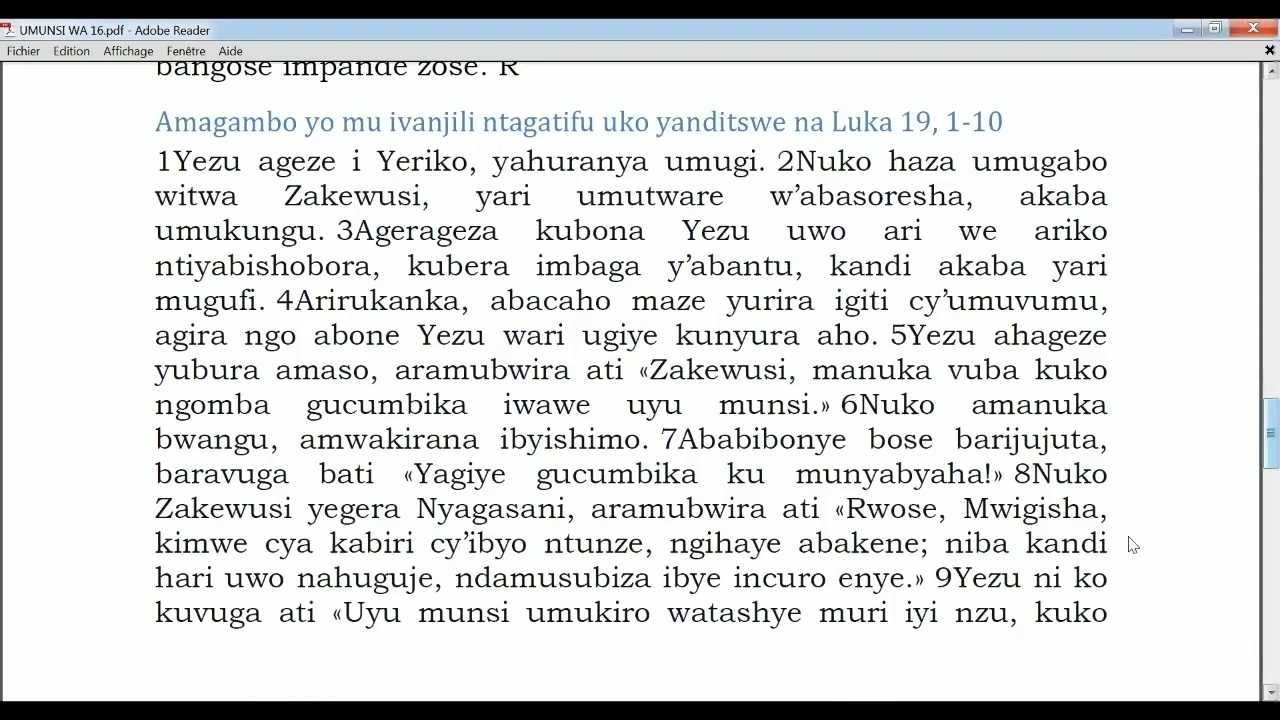 UMUNSI WA 16.pdf - Adobe Reader
Fichier Edition Affichage Fenêtre Aide
bangose impande zose. R
Amagambo yo mu ivanjili ntagatifu uko yanditswe na Luka 19, 1-10
1Yezu ageze i Yeriko, yahuranya umugi. 2Nuko haza umugabo
witwa Zakewusi, yari umutware w’abasoresha, akaba
umukungu. 3Agerageza kubona Yezu uwo ari we ariko
ntiyabishobora, kubera imbaga y’abantu, kandi akaba yari
mugufi. 4Arirukanka, abacaho maze yurira igiti cy’umuvumu,
agira ngo abone Yezu wari ugiye kunyura aho. 5Yezu ahageze
yubura amaso, aramubwira ati «Zakewusi, manuka vuba kuko
ngomba gucumbika iwawe uyu munsi.» 6Nuko amanuka
bwangu, amwakirana ibyishimo. 7Ababibonye bose barijujuta,
baravuga bati «Yagiye gucumbika ku munyabyaha!» 8Nuko
Zakewusi yegera Nyagasani, aramubwira ati «Rwose, Mwigisha,
kimwe cya kabiri cy’ibyo ntunze, ngihaye abakene; niba kandi
hari uwo nahuguje, ndamusubiza ibye incuro enye.» 9Yezu ni ko
kuvuga ati «Uyu munsi umukiro watashye muri iyi nzu, kuko